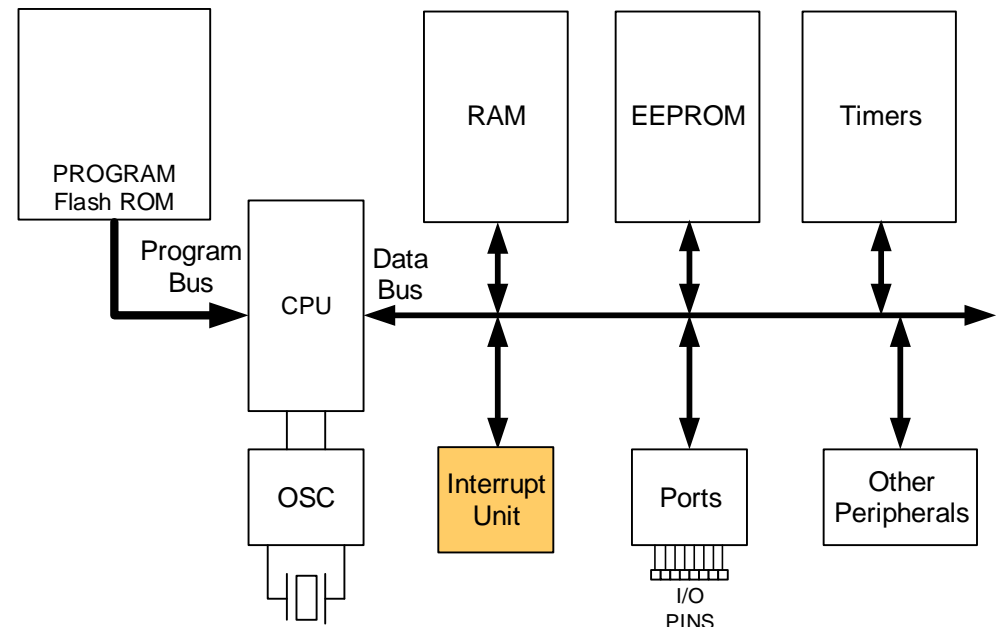 RAM
EEPROM
Timers
PROGRAM
Flash ROM
Program
Bus
CPU
Data
Bus
OSC
Interrupt
Unit
Ports
Other
Peripherals
I/O
PINS